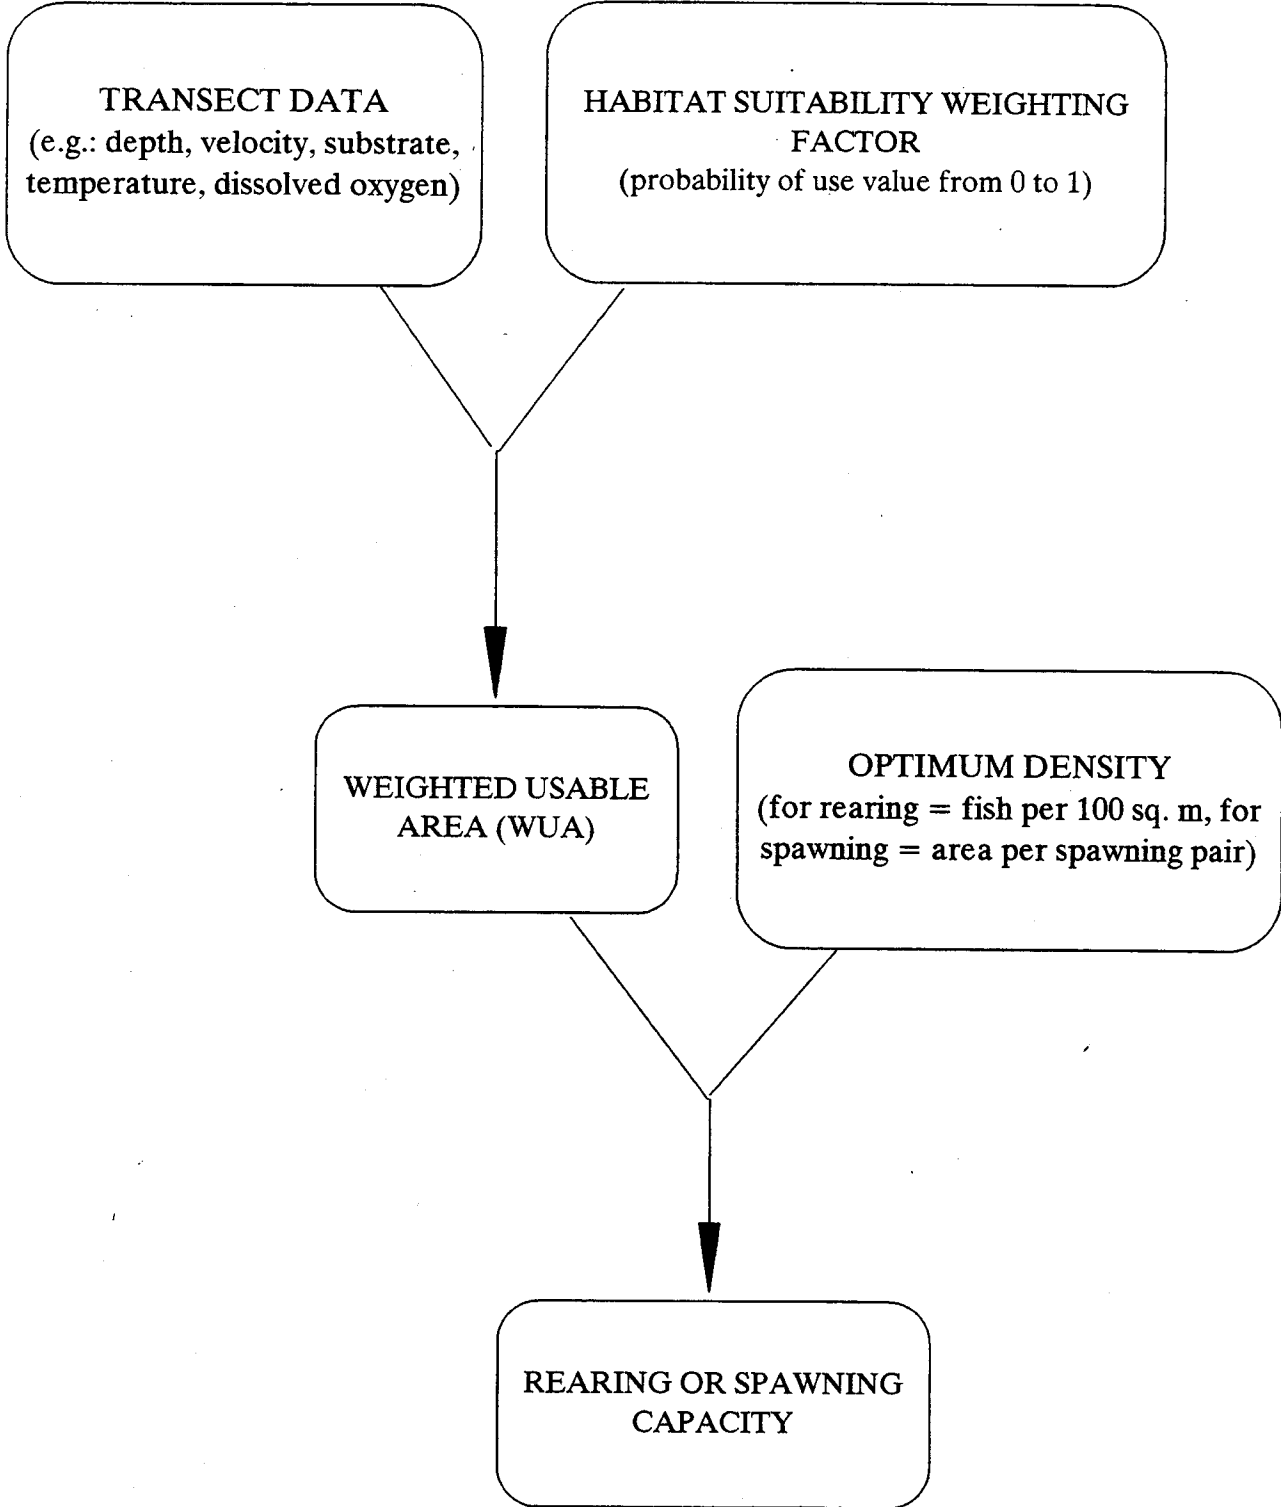 TRANSECT DATA
(e.g.: depth, velocity, substrate,
temperature, dissolved oxygen)
HABITAT SUITABILITY WEIGHTING
FACTOR
(probability of use value from 0 to 1)
WEIGHTED USABLE
AREA (WUA)
OPTIMUM DENSITY
(for rearing = fish per 100 sq. m, for
spawning = area per spawning pair)
REARING OR SPAWNING
CAPACITY